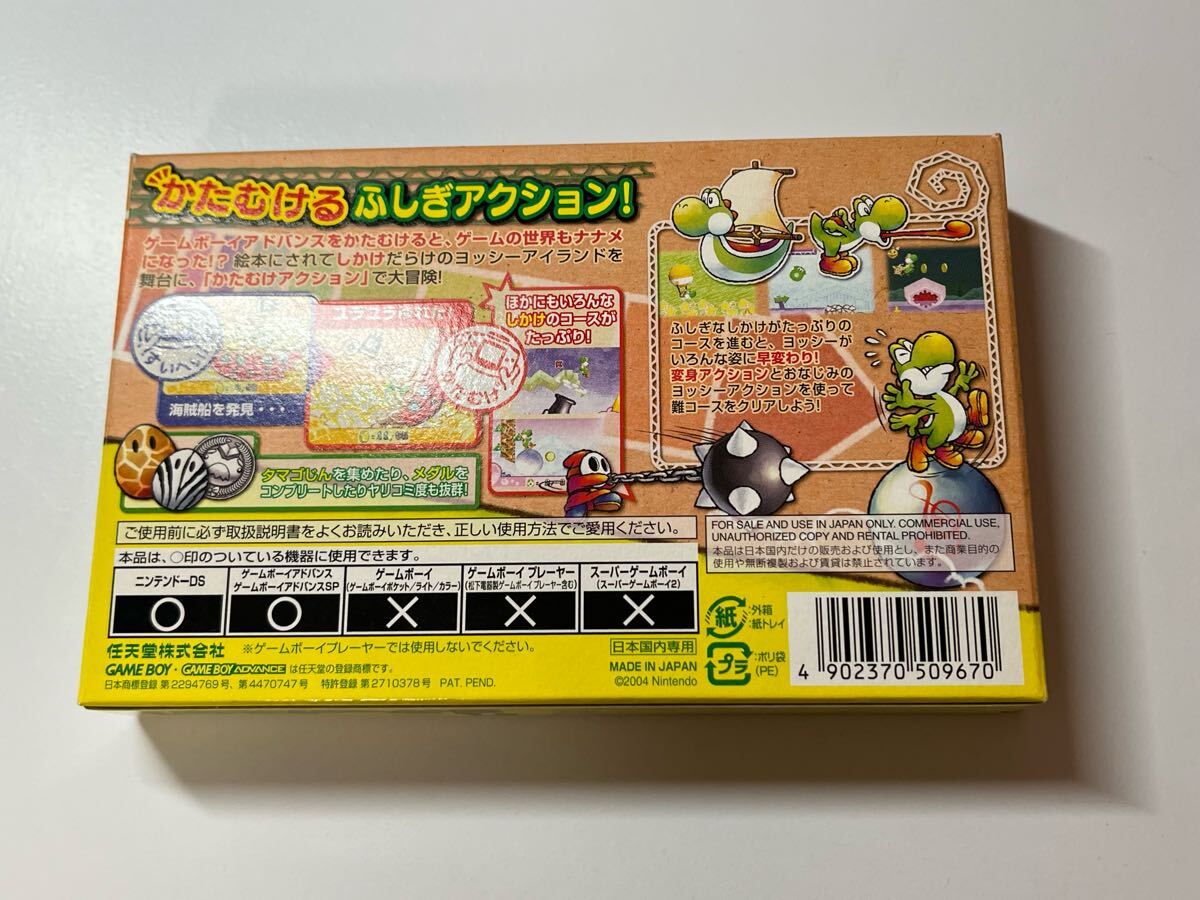 かたむける ふしぎアクション!
ゲームボーイアドバンスをかたむけると、ゲームの世界もナナメ
になった!? 絵本にされてしかけだらけのヨッシーアイランドを
舞台に、「かたむけアクション」で大冒険!
すいへい
海賊船を発見・・・
ユラユラゆれた
ほかにもいろんな
しかけのコースが
たっぷり!
タマゴじんを集めたり、メダルを
コンプリートしたりヤリコミ度も抜群!
ふしぎなしかけがたっぷりの
コースを進むと、ヨッシーが
いろんな姿に早変わり!
変身アクションとおなじみの
ヨッシーアクションを使って
難コースをクリアしよう!
ご使用前に必ず取扱説明書をよくお読みいただき、正しい使用方法でご愛用ください。
本品は、○印のついている機器に使用できます。
ニンテンドーDS
○
ゲームボーイアドバンス
ゲームボーイアドバンスSP
○
ゲームボーイ
(ゲームボーイポケット/ライト/カラー)
×
ゲームボーイ プレーヤー
(松下電器製ゲームボーイ プレーヤー含む)
×
スーパーゲームボーイ
(スーパーゲームボーイ2)
×
任天堂株式会社 ※ゲームボーイプレーヤーでは使用しないでください。
GAME BOY・GAME BOY ADVANCE は任天堂の登録商標です。
日本商標登録 第2294769号、第4470747号 特許登録 第2710378号 PAT. PEND.
日本国内専用
MADE IN JAPAN
©2004 Nintendo
FOR SALE AND USE IN JAPAN ONLY. COMMERCIAL USE,
UNAUTHORIZED COPY AND RENTAL PROHIBITED.
本品は日本国内だけの販売および使用とし、また商業目的の
使用や無断複製および賃貸は禁止されています。
紙
:外箱
:紙トレイ
プラ
:ポリ袋
(PE)
4 902370 509670